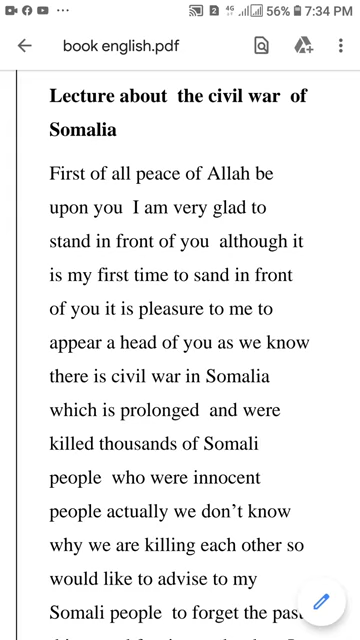 4G 56% 7:34 PM
book english.pdf
Lecture about the civil war of
Somalia
First of all peace of Allah be
upon you I am very glad to
stand in front of you although it
is my first time to sand in front
of you it is pleasure to me to
appear a head of you as we know
there is civil war in Somalia
which is prolonged and were
killed thousands of Somali
people who were innocent
people actually we don't know
why we are killing each other so
would like to advise to my
Somali people to forget the past